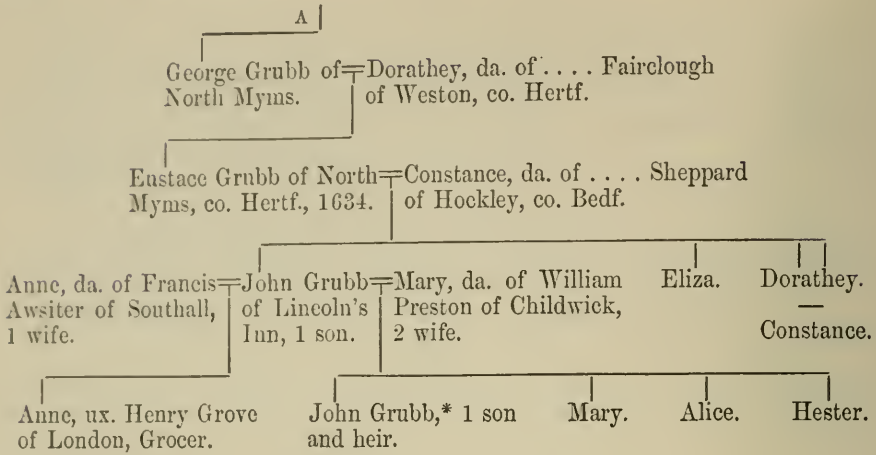 A
George Grubb of=Dorathey, da. of . . . . Fairclough
North Myms. of Weston, co. Hertf.
Eustace Grubb of North=Constance, da. of . . . . Sheppard
Myms, co. Hertf., 1634. of Hockley, co. Bedf.
Anne, da. of Francis=John Grubb=Mary, da. of William Eliza. Dorathey.
Awsiter of Southall, of Lincoln's Preston of Childwick, —
1 wife. Inn, 1 son. 2 wife. Constance.
Anne, ux. Henry Grove John Grubb,* 1 son Mary. Alice. Hester.
of London, Grocer. and heir.